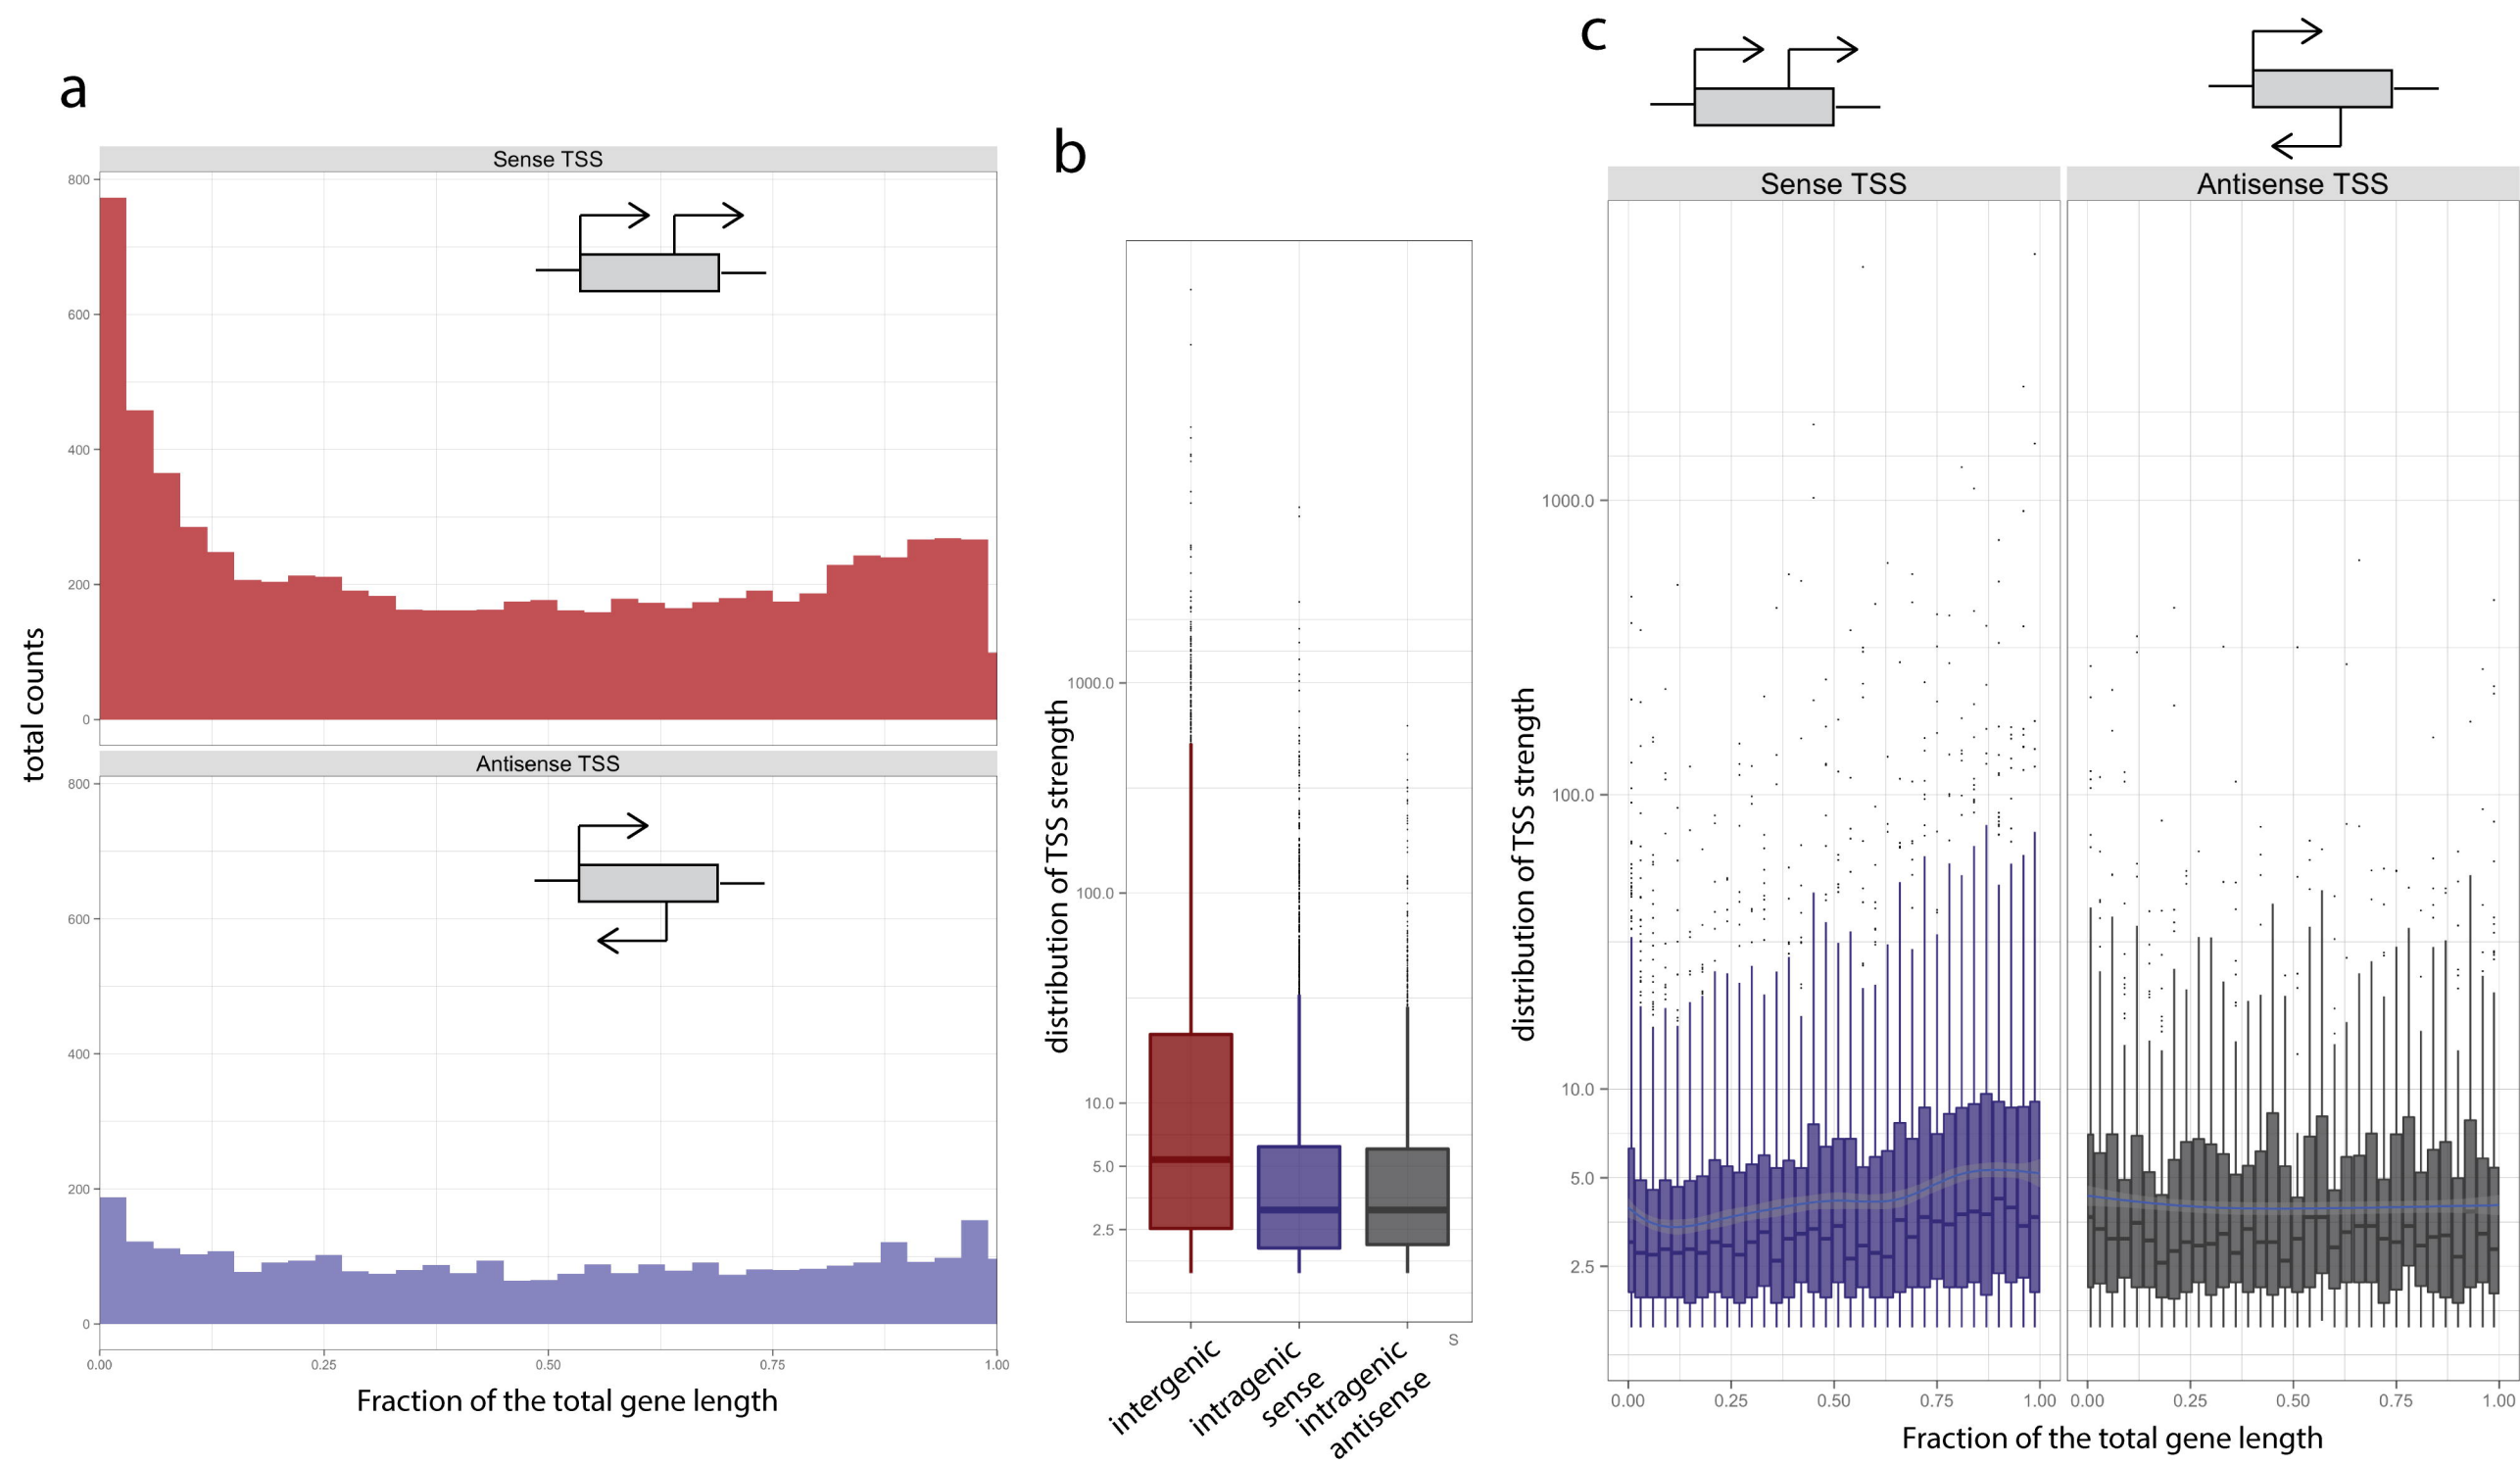 a
Sense TSS
800
600
400
200
0
Antisense TSS
800
600
400
200
0
total counts
0.00 0.25 0.50 0.75 1.00
Fraction of the total gene length
b
1000.0
100.0
10.0
5.0
2.5
distribution of TSS strength
intergenic
intragenic
sense
intragenic
antisense
S
c
Sense TSS
Antisense TSS
1000.0
100.0
10.0
5.0
2.5
distribution of TSS strength
0.00 0.25 0.50 0.75 1.00
0.00 0.25 0.50 0.75 1.00
Fraction of the total gene length